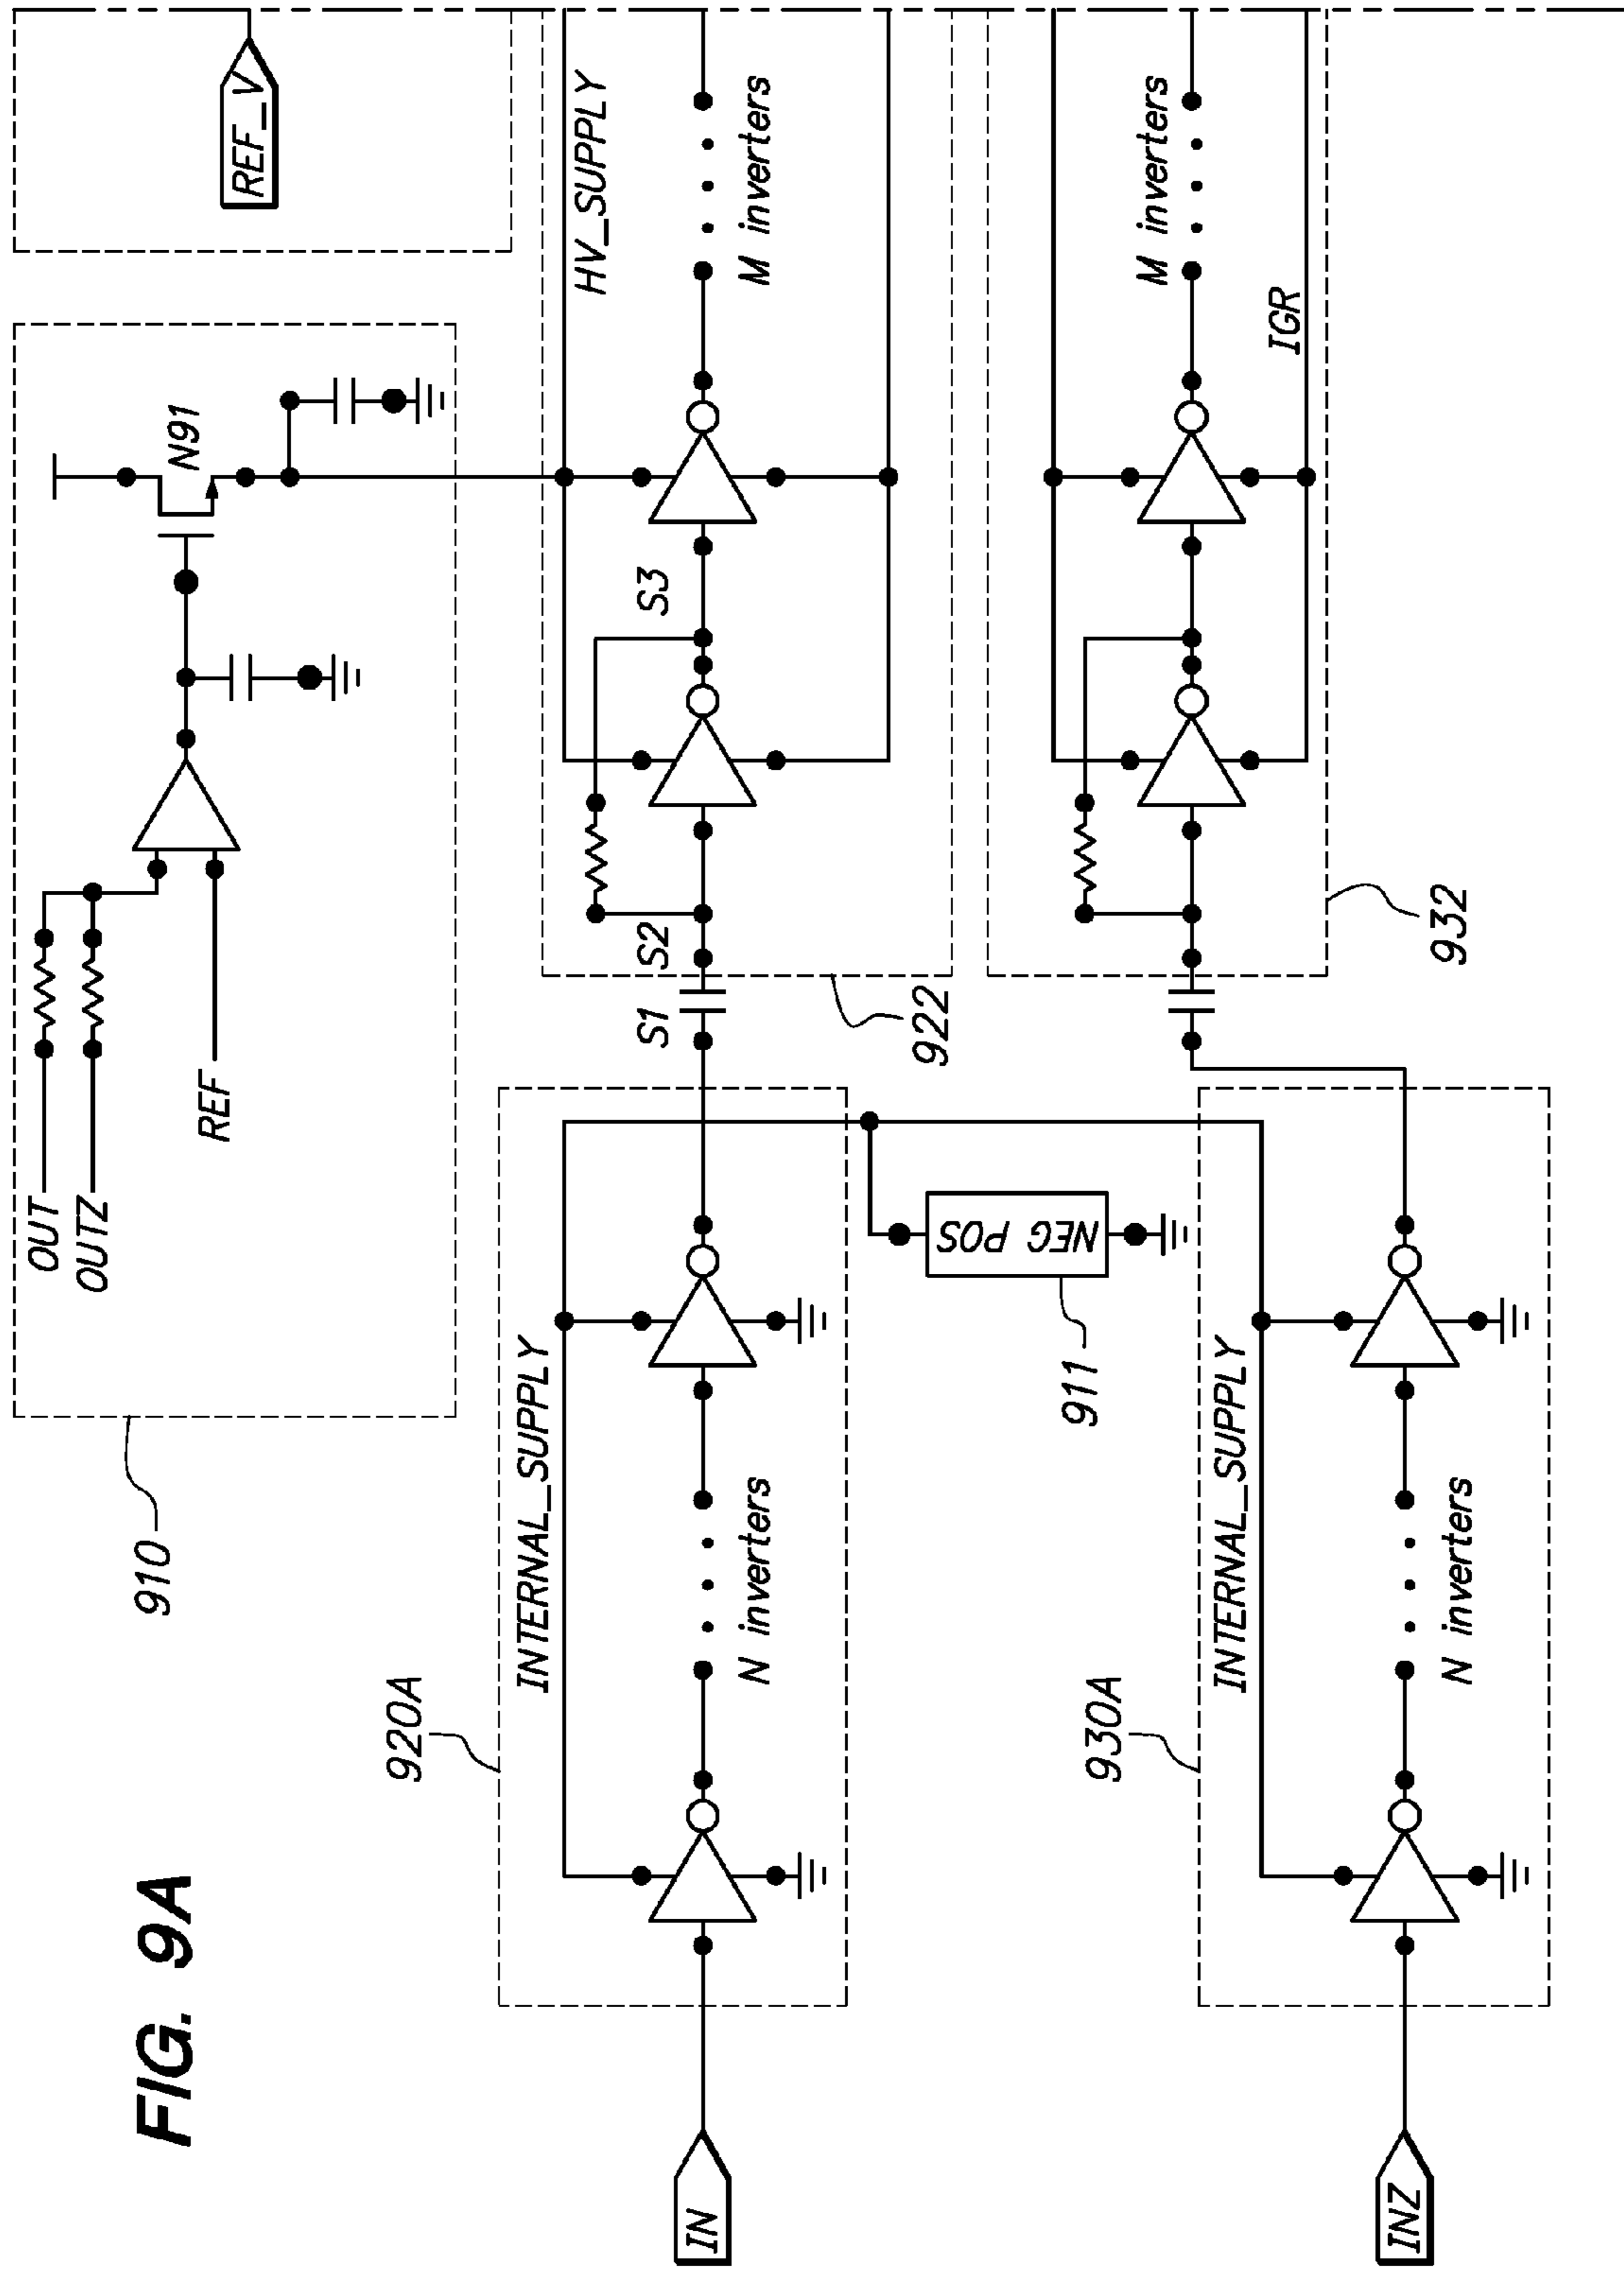 FIG. 9A
910
OUT
OUTZ
REF
N91
REF_V
920A
INTERNAL_SUPPLY
N inverters
IN
S1
S2
S3
922
HV_SUPPLY
M inverters
911
NEG POS
930A
INTERNAL_SUPPLY
N inverters
INZ
932
M inverters
IGR